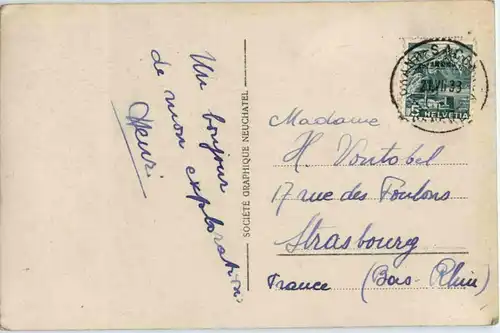 Un bonjour
de mon exploration
Henri
SOCIÉTÉ GRAPHIQUE NEUCHATEL
HELVETIA
5
Madame
H. Vontobel
17 rue des Foulons
Strasbourg
France (Bas-Rhin)